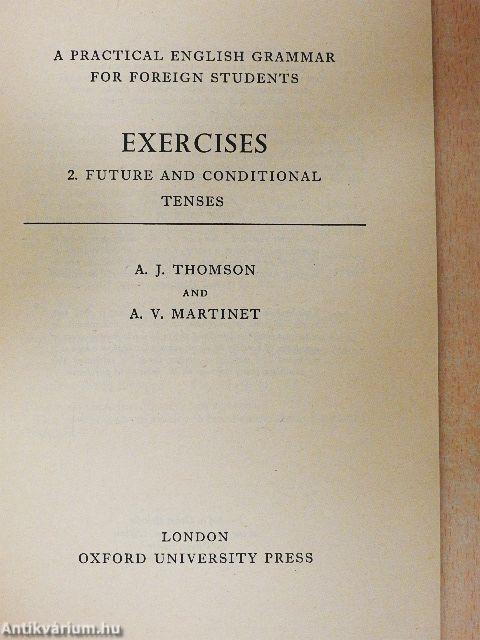 A PRACTICAL ENGLISH GRAMMAR
FOR FOREIGN STUDENTS
EXERCISES
2. FUTURE AND CONDITIONAL
TENSES
A. J. THOMSON
AND
A. V. MARTINET
LONDON
OXFORD UNIVERSITY PRESS
Antikvárium.hu